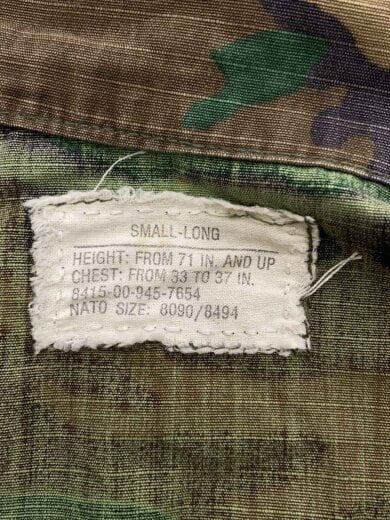 SMALL-LONG
HEIGHT: FROM 71 IN. AND UP
CHEST: FROM 33 TO 37 IN.
8415-00-945-7654
NATO SIZE: 8090/8494